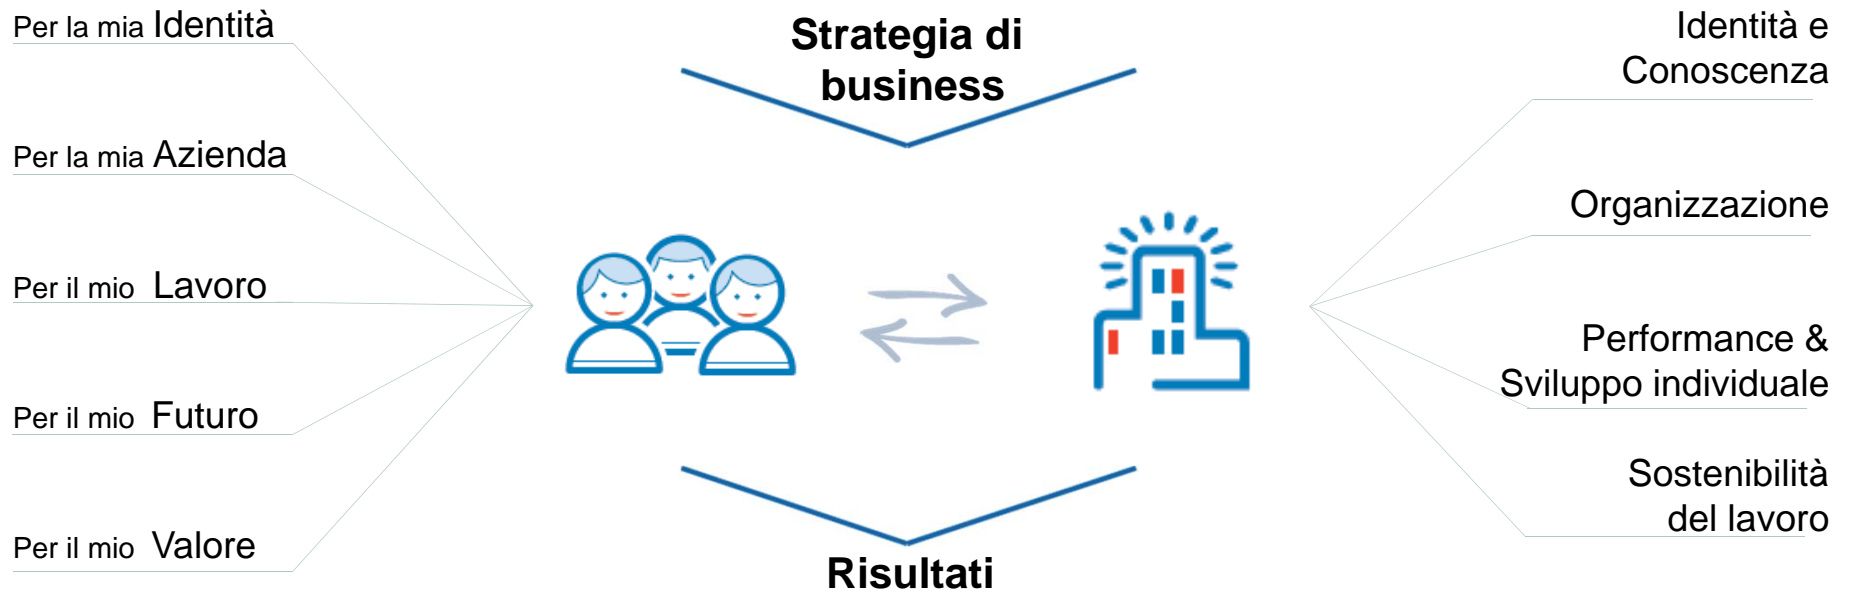 Per la mia Identità
Per la mia Azienda
Per il mio Lavoro
Per il mio Futuro
Per il mio Valore
Strategia di
business
Risultati
Identità e
Conoscenza
Organizzazione
Performance &
Sviluppo individuale
Sostenibilità
del lavoro